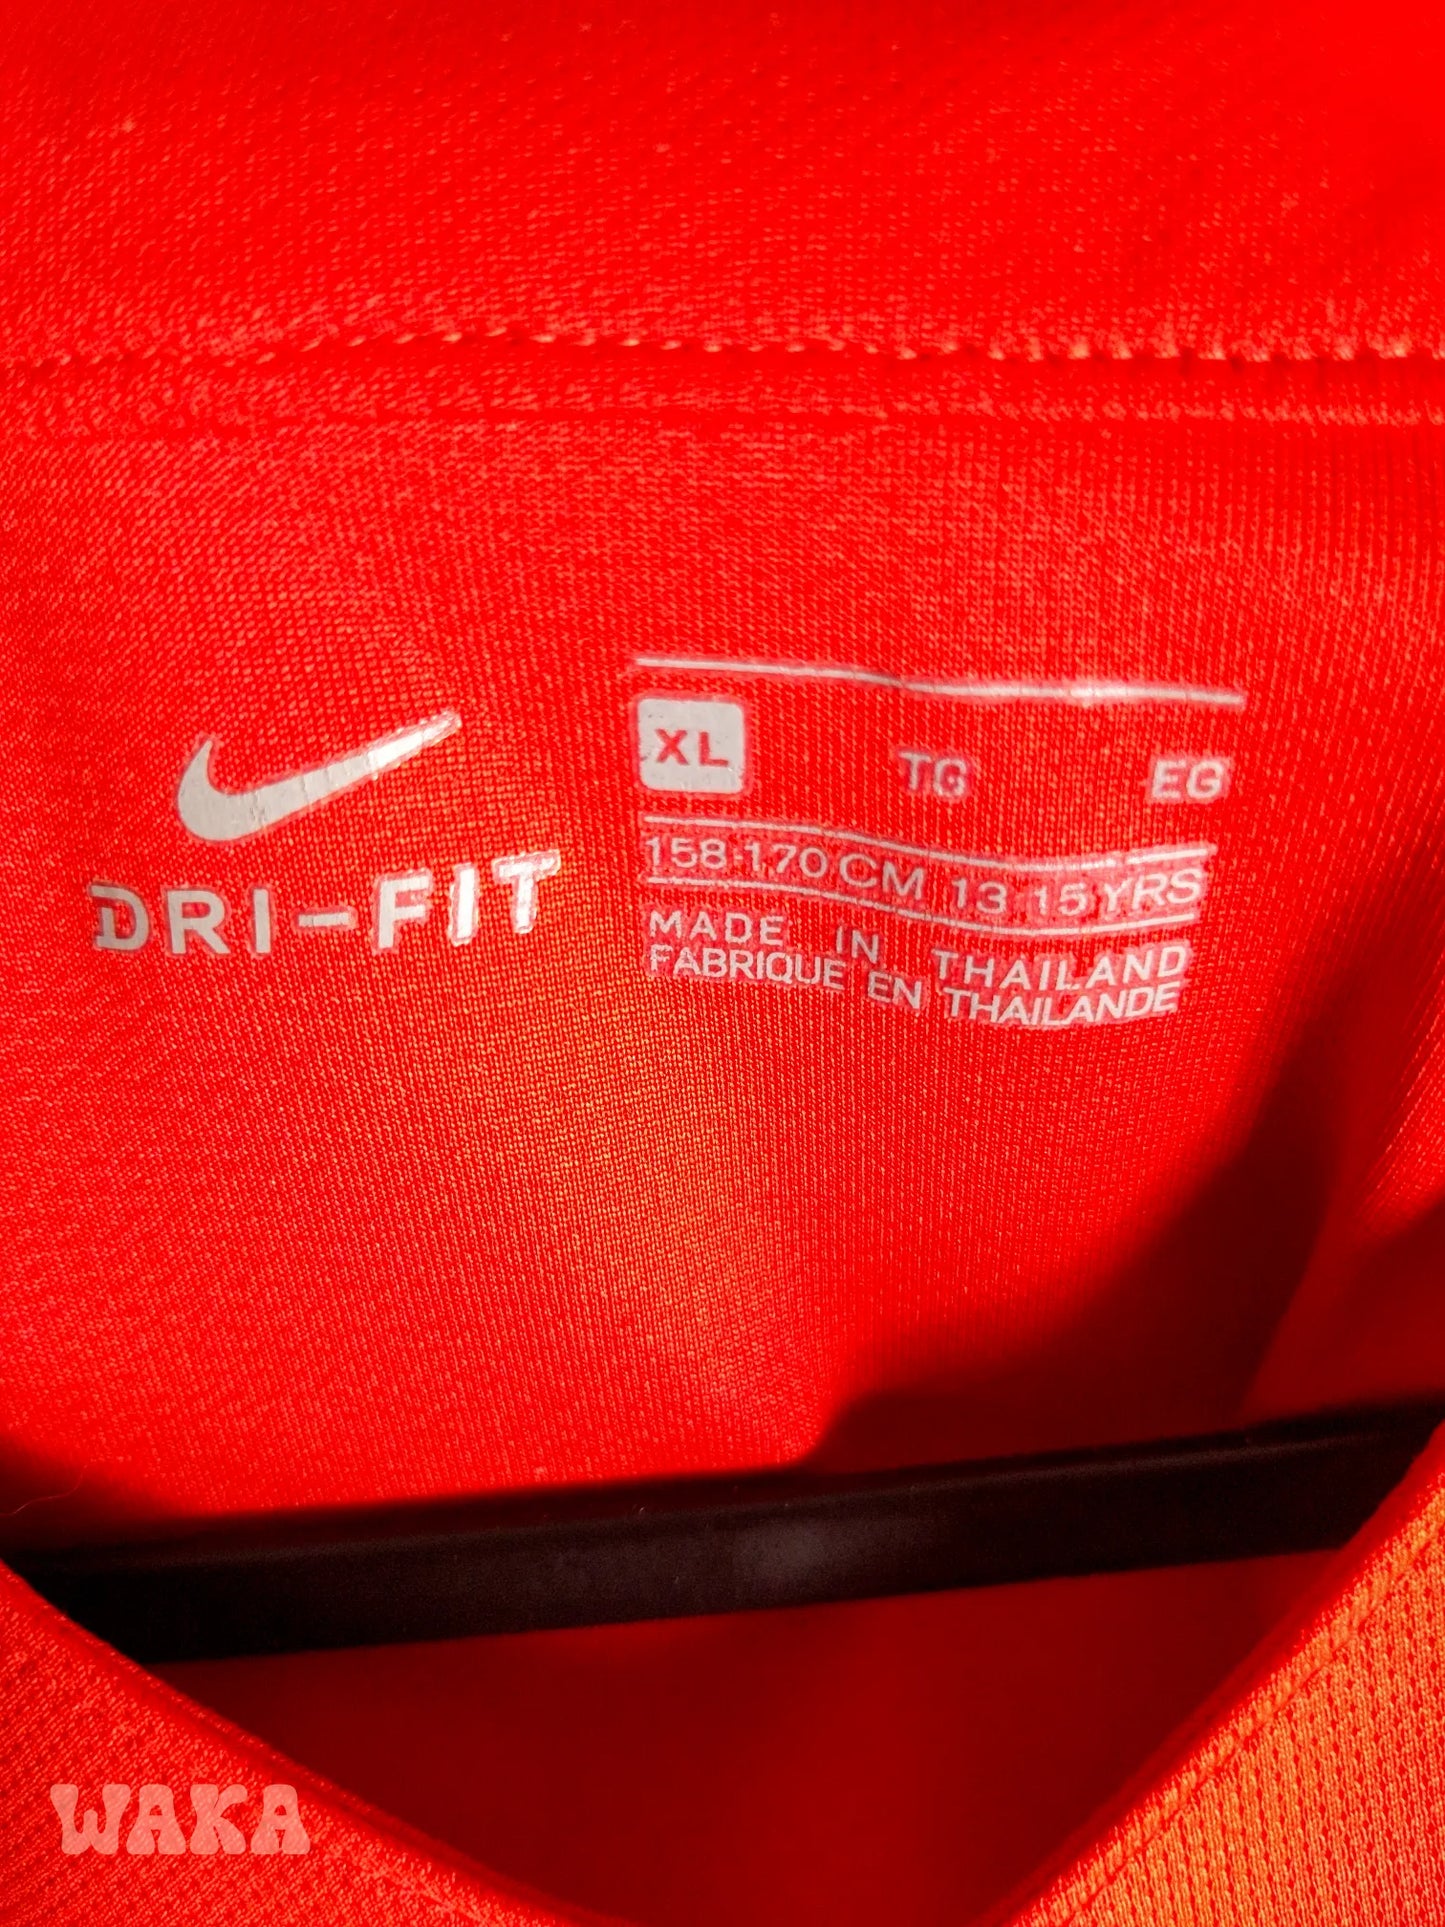 DRI-FIT
XL TG EG
158-170 CM 13-15 YRS
MADE IN THAILAND
FABRIQUE EN THAILANDE
WAKA